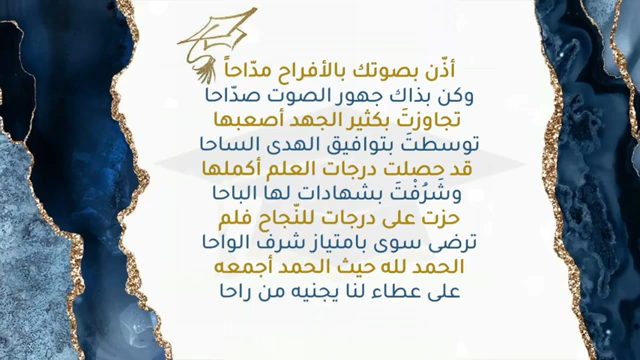 أذّن بصوتك بالأفراح مدّاحاً
وكن بذاك جهور الصوت صدّاحا
تجاوزتَ بكثير الجهد أصعبها
توسطتَ بتوافيق الهدى الساحا
قد حصلت درجات العلم أكملها
وشَرُفْتَ بشهادات لها الباحا
حزت على درجات للنّجاح فلم
ترضى سوى بامتياز شرف الواحا
الحمد لله حيث الحمد أجمعه
على عطاء لنا يجنيه من راحا